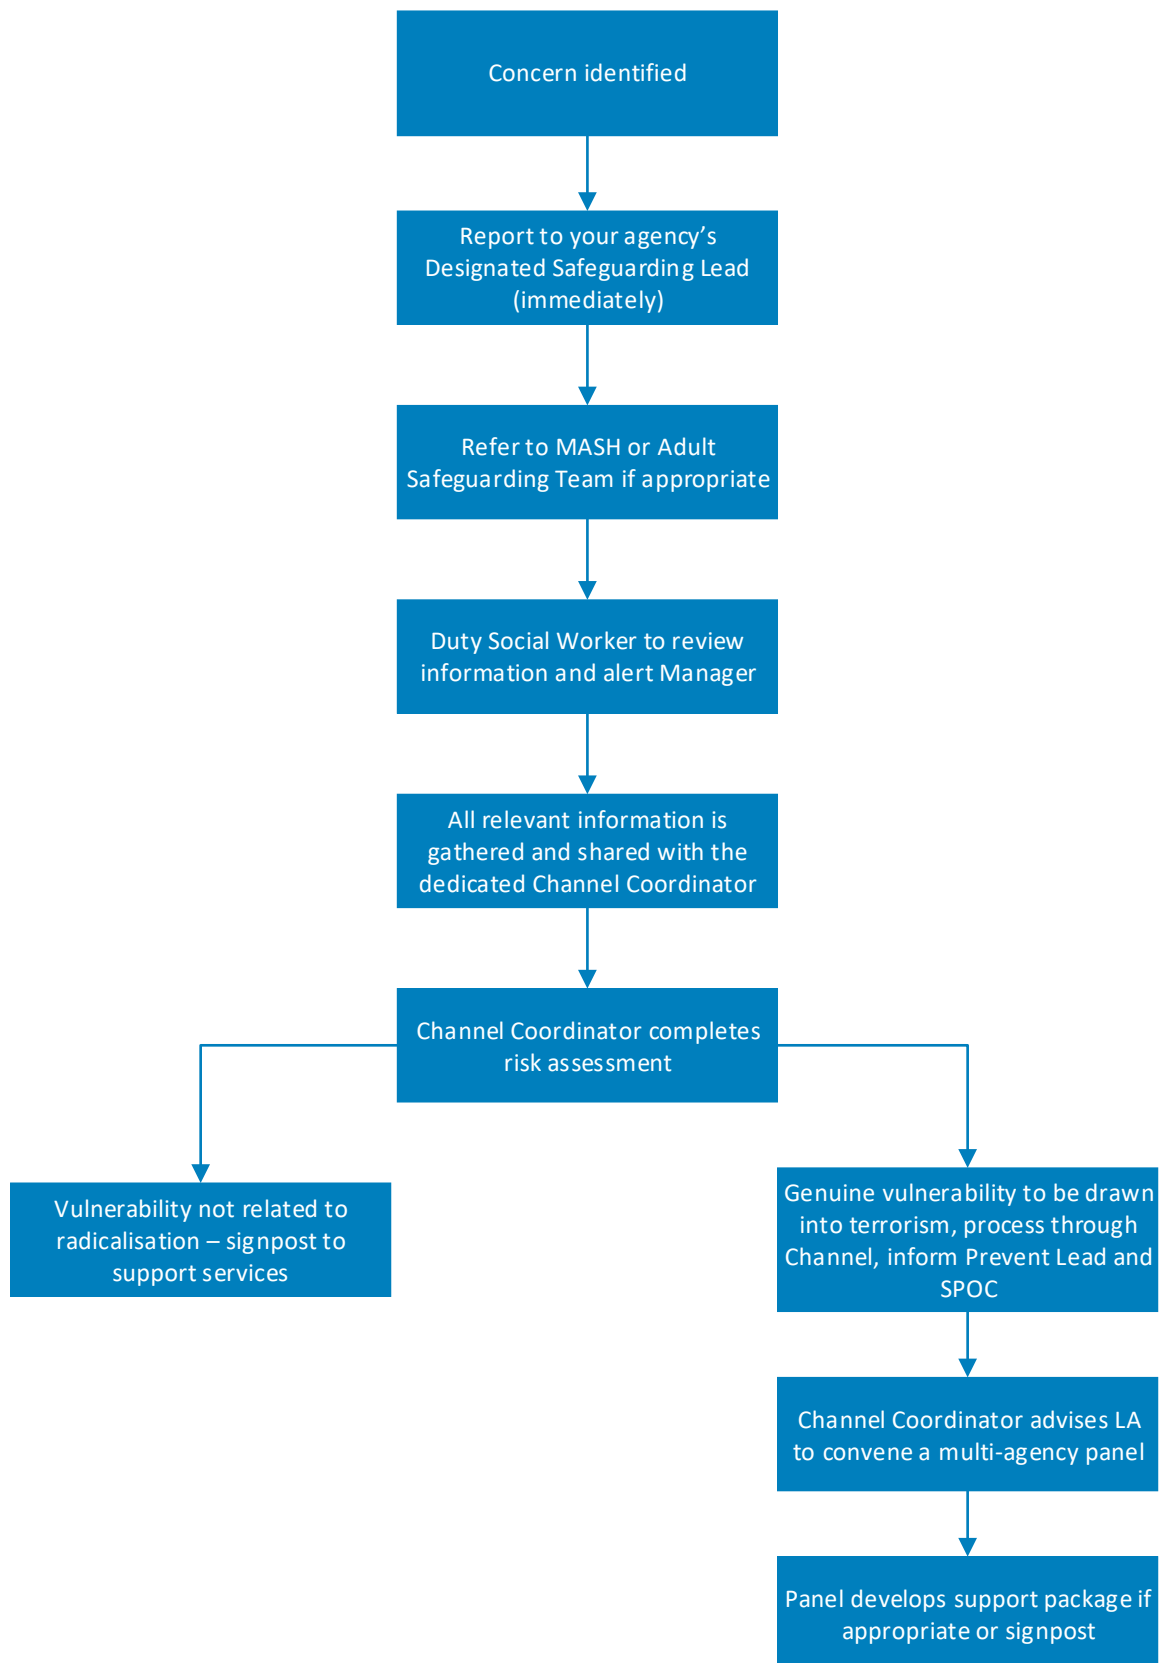 Concern identified
Report to your agency’s
Designated Safeguarding Lead
(immediately)
Refer to MASH or Adult
Safeguarding Team if appropriate
Duty Social Worker to review
information and alert Manager
All relevant information is
gathered and shared with the
dedicated Channel Coordinator
Channel Coordinator completes
risk assessment
Vulnerability not related to
radicalisation – signpost to
support services
Genuine vulnerability to be drawn
into terrorism, process through
Channel, inform Prevent Lead and
SPOC
Channel Coordinator advises LA
to convene a multi-agency panel
Panel develops support package if
appropriate or signpost